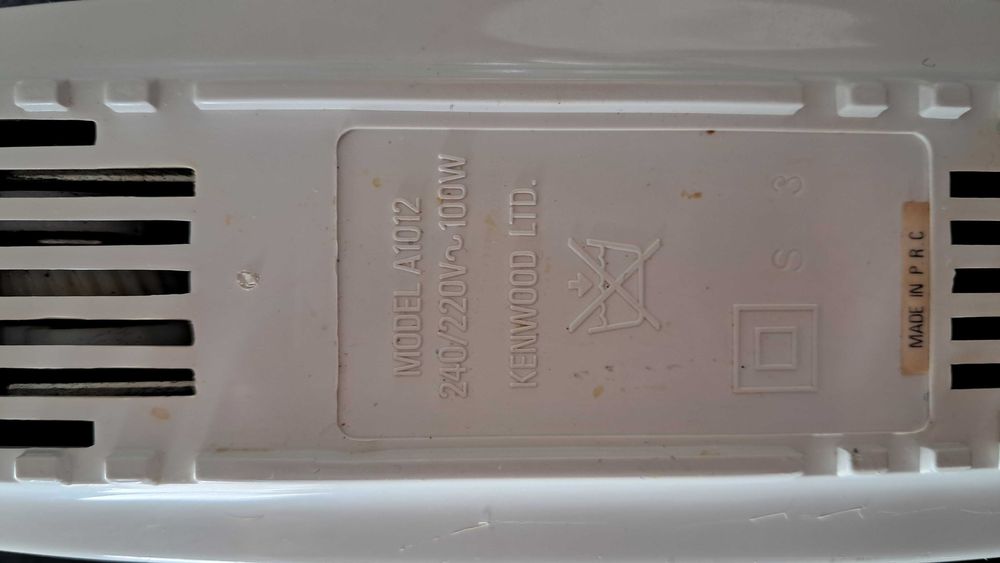 MODEL A1012
240/220V~100W
KENWOOD LTD.
S 3
MADE IN P R C